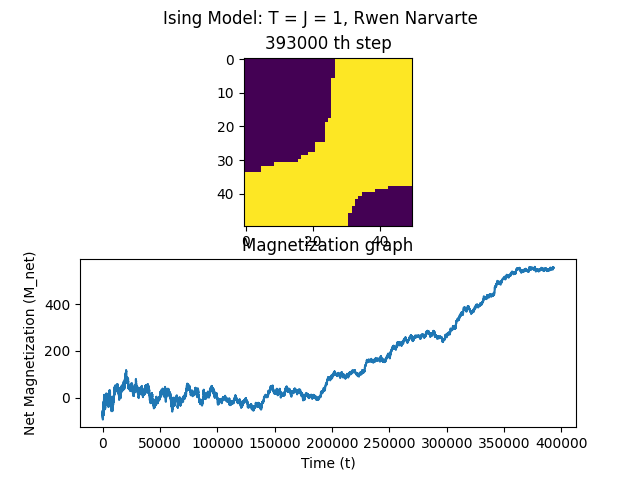 Ising Model: T = J = 1, Rwen Narvarte
393000 th step
0
10
20
30
40
0 20 40
Magnetization graph
Net Magnetization (M_net)
400
200
0
0 50000 100000 150000 200000 250000 300000 350000 400000
Time (t)